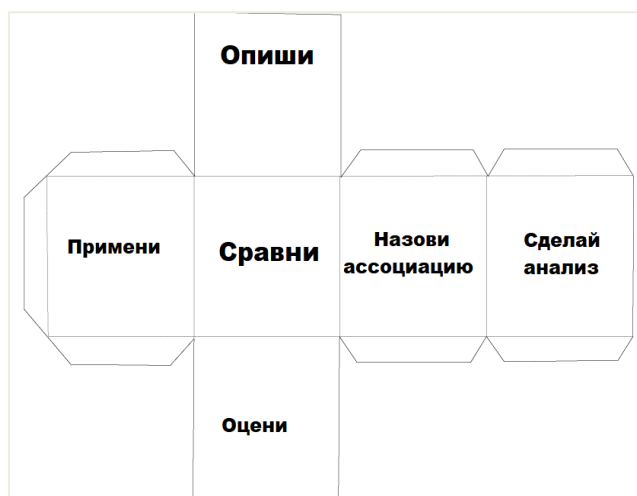 Опиши
Примени
Сравни
Назови
ассоциацию
Сделай
анализ
Оцени